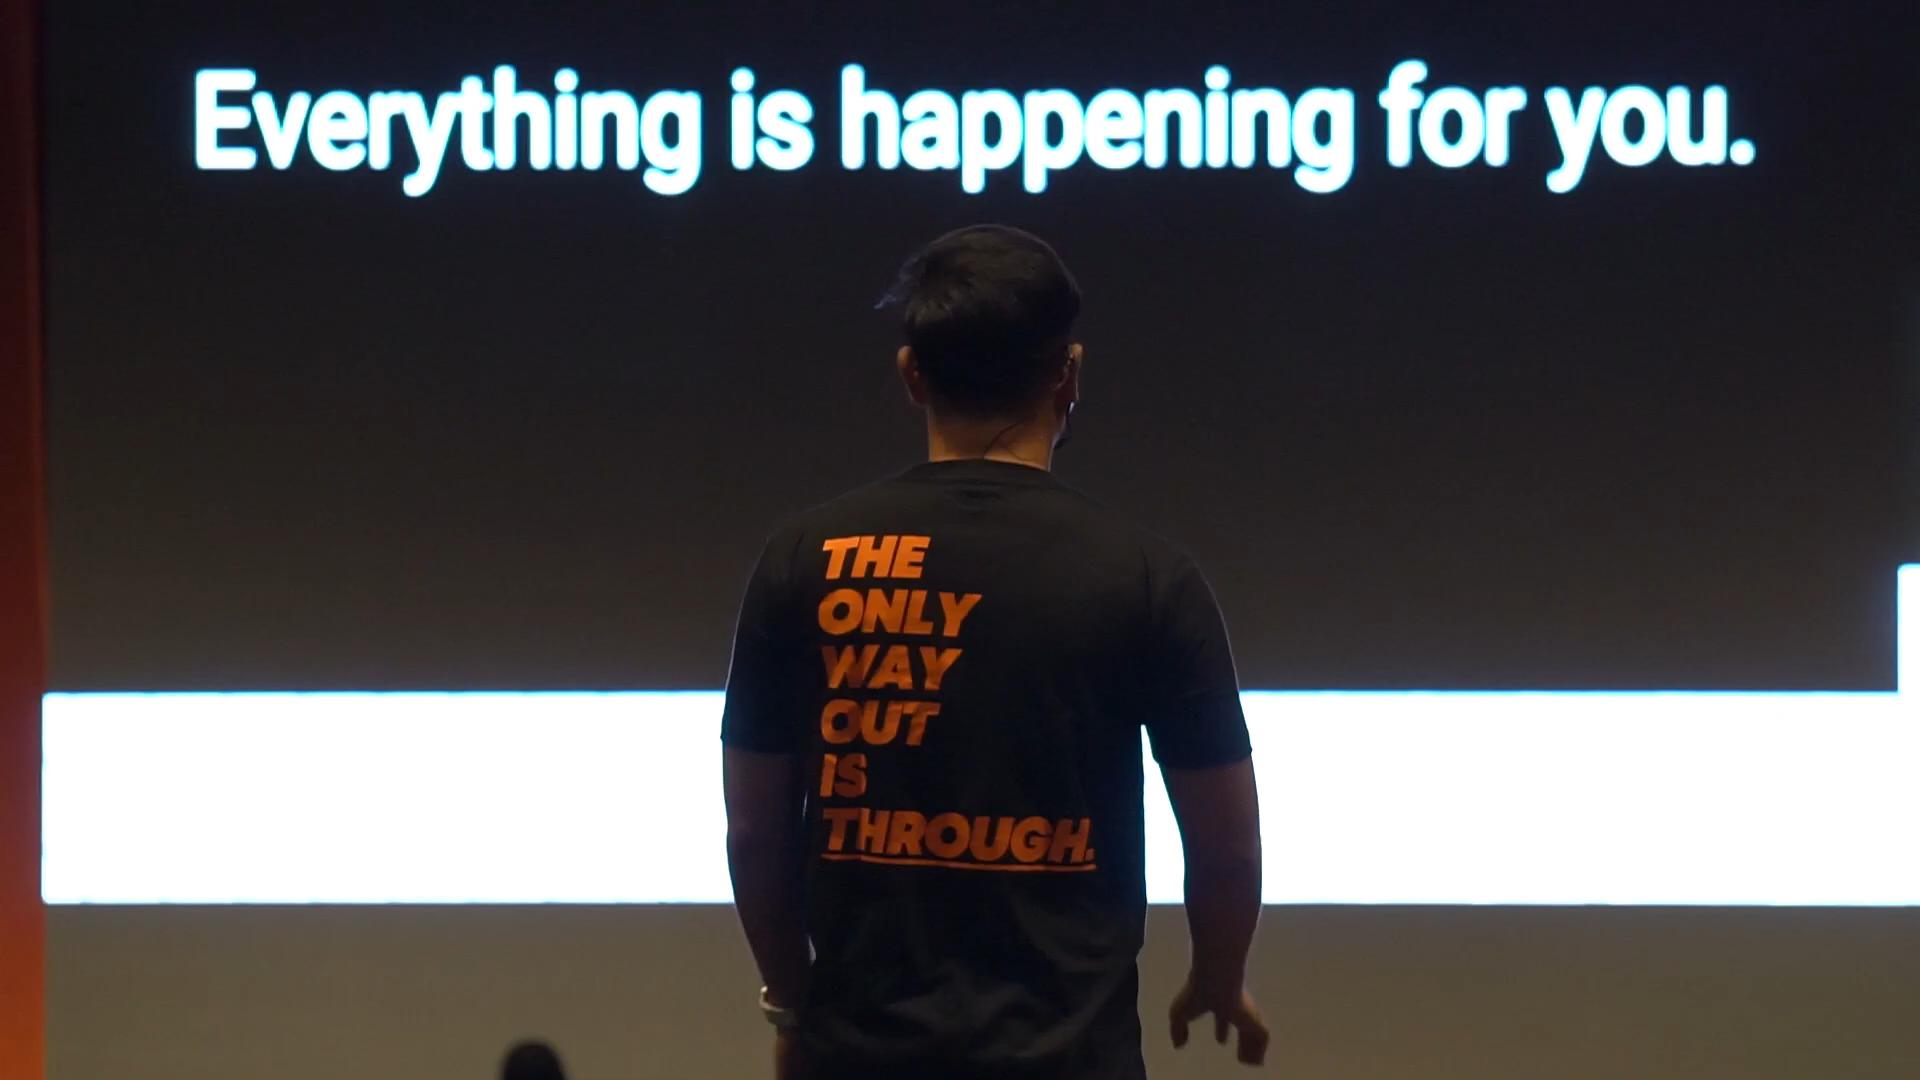 Everything is happening for you.
THE
ONLY
WAY
OUT
IS
THROUGH.